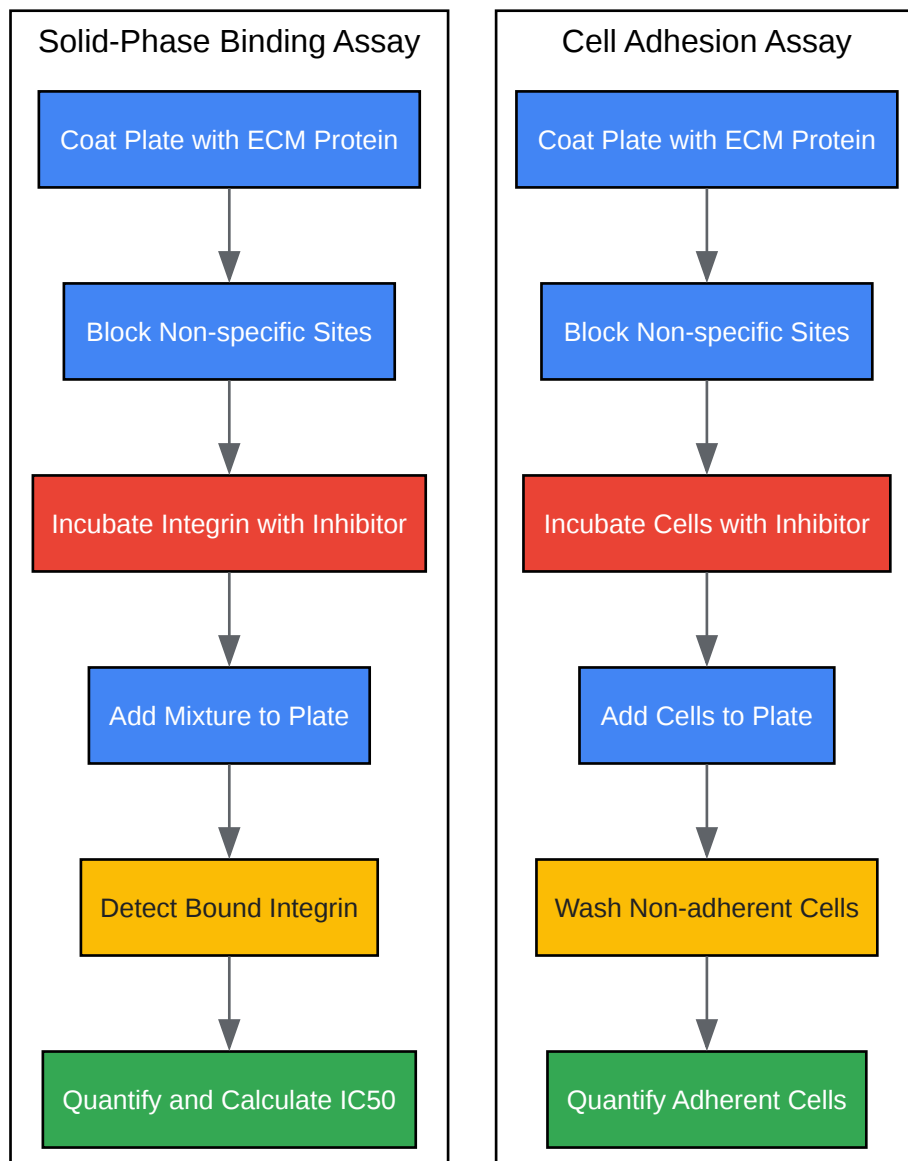 Solid-Phase Binding Assay
Coat Plate with ECM Protein
Block Non-specific Sites
Incubate Integrin with Inhibitor
Add Mixture to Plate
Detect Bound Integrin
Quantify and Calculate IC50
Cell Adhesion Assay
Coat Plate with ECM Protein
Block Non-specific Sites
Incubate Cells with Inhibitor
Add Cells to Plate
Wash Non-adherent Cells
Quantify Adherent Cells